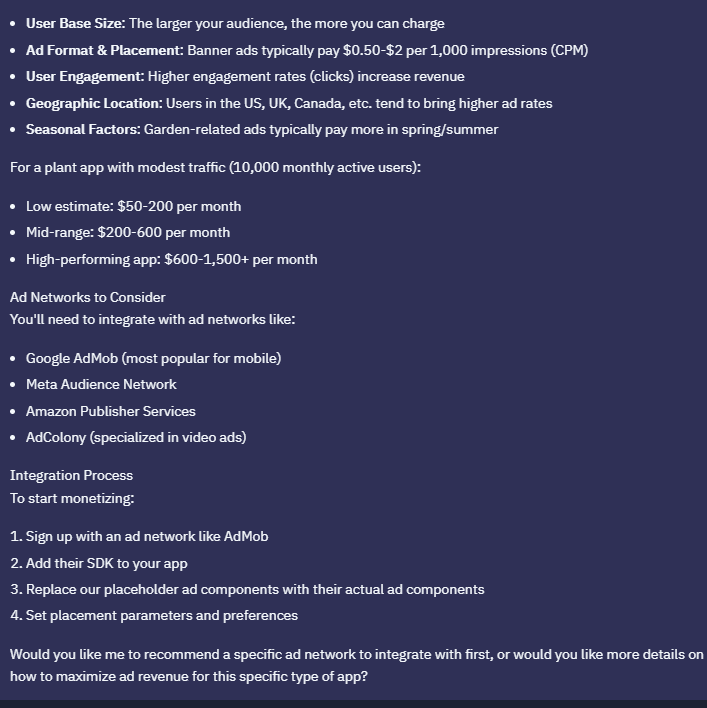 • User Base Size: The larger your audience, the more you can charge
• Ad Format & Placement: Banner ads typically pay $0.50-$2 per 1,000 impressions (CPM)
• User Engagement: Higher engagement rates (clicks) increase revenue
• Geographic Location: Users in the US, UK, Canada, etc. tend to bring higher ad rates
• Seasonal Factors: Garden-related ads typically pay more in spring/summer
For a plant app with modest traffic (10,000 monthly active users):
• Low estimate: $50-200 per month
• Mid-range: $200-600 per month
• High-performing app: $600-1,500+ per month
Ad Networks to Consider
You'll need to integrate with ad networks like:
• Google AdMob (most popular for mobile)
• Meta Audience Network
• Amazon Publisher Services
• AdColony (specialized in video ads)
Integration Process
To start monetizing:
1. Sign up with an ad network like AdMob
2. Add their SDK to your app
3. Replace our placeholder ad components with their actual ad components
4. Set placement parameters and preferences
Would you like me to recommend a specific ad network to integrate with first, or would you like more details on
how to maximize ad revenue for this specific type of app?